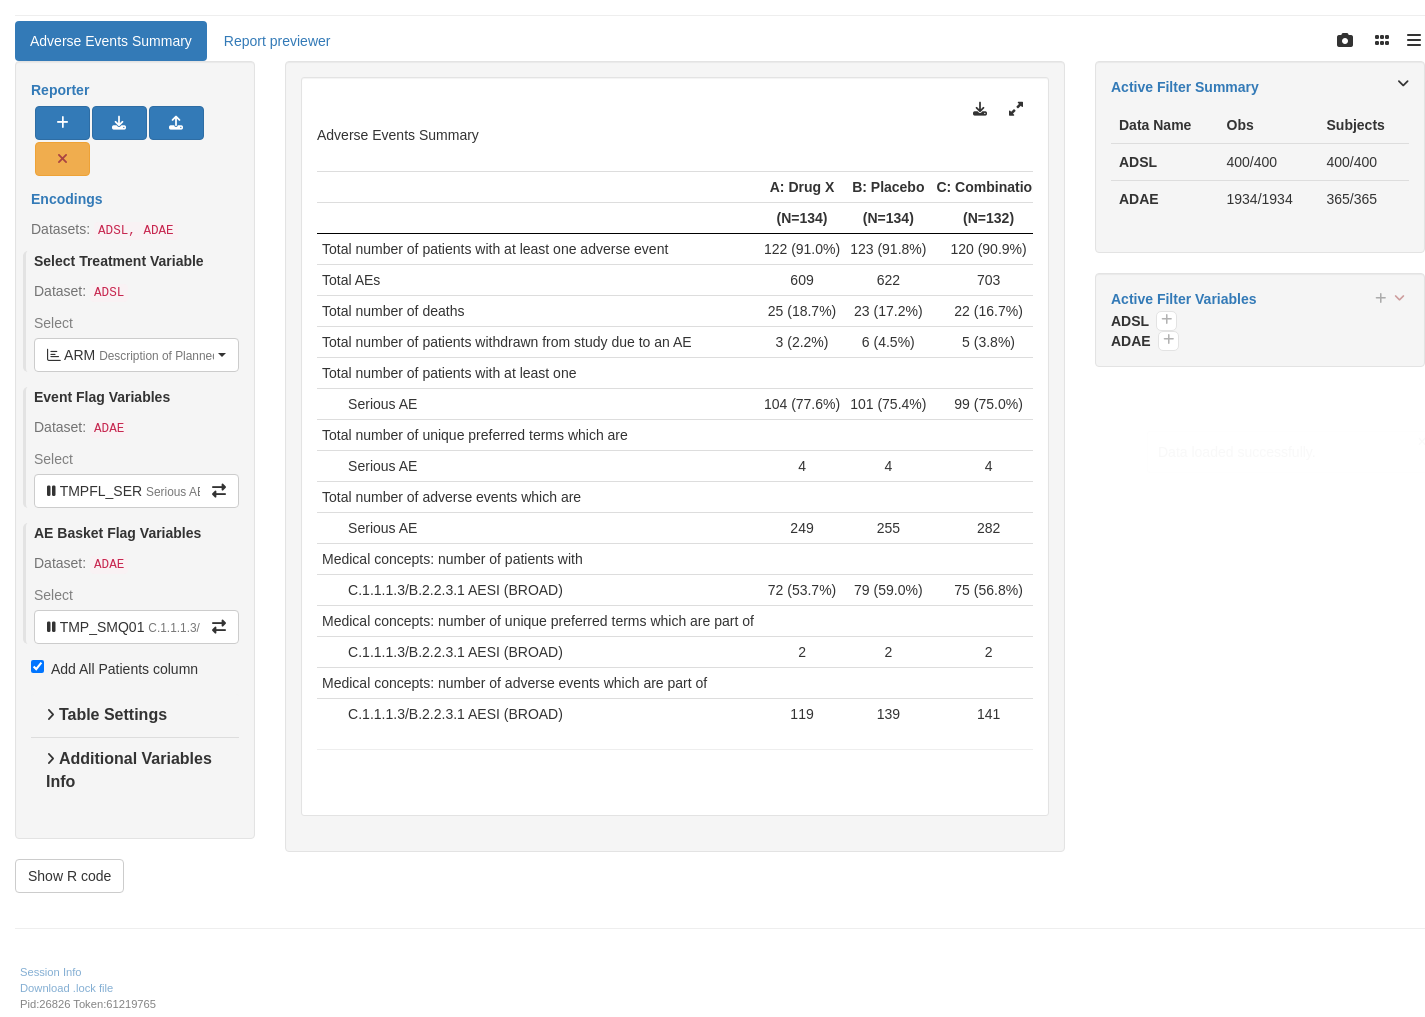 Adverse Events Summary
Report previewer
Reporter
Encodings
Datasets: ADSL, ADAE
Select Treatment Variable
Dataset: ADSL
Select
ARM Description of Planned
Event Flag Variables
Dataset: ADAE
Select
TMPFL_SER Serious AE
AE Basket Flag Variables
Dataset: ADAE
Select
TMP_SMQ01 C.1.1.1.3/
Add All Patients column
Table Settings
Additional Variables
Info
Show R code
Adverse Events Summary
A: Drug X B: Placebo C: Combinatio
(N=134) (N=134) (N=132)
Total number of patients with at least one adverse event 122 (91.0%) 123 (91.8%) 120 (90.9%)
Total AEs 609 622 703
Total number of deaths 25 (18.7%) 23 (17.2%) 22 (16.7%)
Total number of patients withdrawn from study due to an AE 3 (2.2%) 6 (4.5%) 5 (3.8%)
Total number of patients with at least one
Serious AE 104 (77.6%) 101 (75.4%) 99 (75.0%)
Total number of unique preferred terms which are
Serious AE 4 4 4
Total number of adverse events which are
Serious AE 249 255 282
Medical concepts: number of patients with
C.1.1.1.3/B.2.2.3.1 AESI (BROAD) 72 (53.7%) 79 (59.0%) 75 (56.8%)
Medical concepts: number of unique preferred terms which are part of
C.1.1.1.3/B.2.2.3.1 AESI (BROAD) 2 2 2
Medical concepts: number of adverse events which are part of
C.1.1.1.3/B.2.2.3.1 AESI (BROAD) 119 139 141
Active Filter Summary
Data Name Obs Subjects
ADSL 400/400 400/400
ADAE 1934/1934 365/365
Active Filter Variables
ADSL
ADAE
Data loaded successfully
Session Info
Download .lock file
Pid:26826 Token:61219765